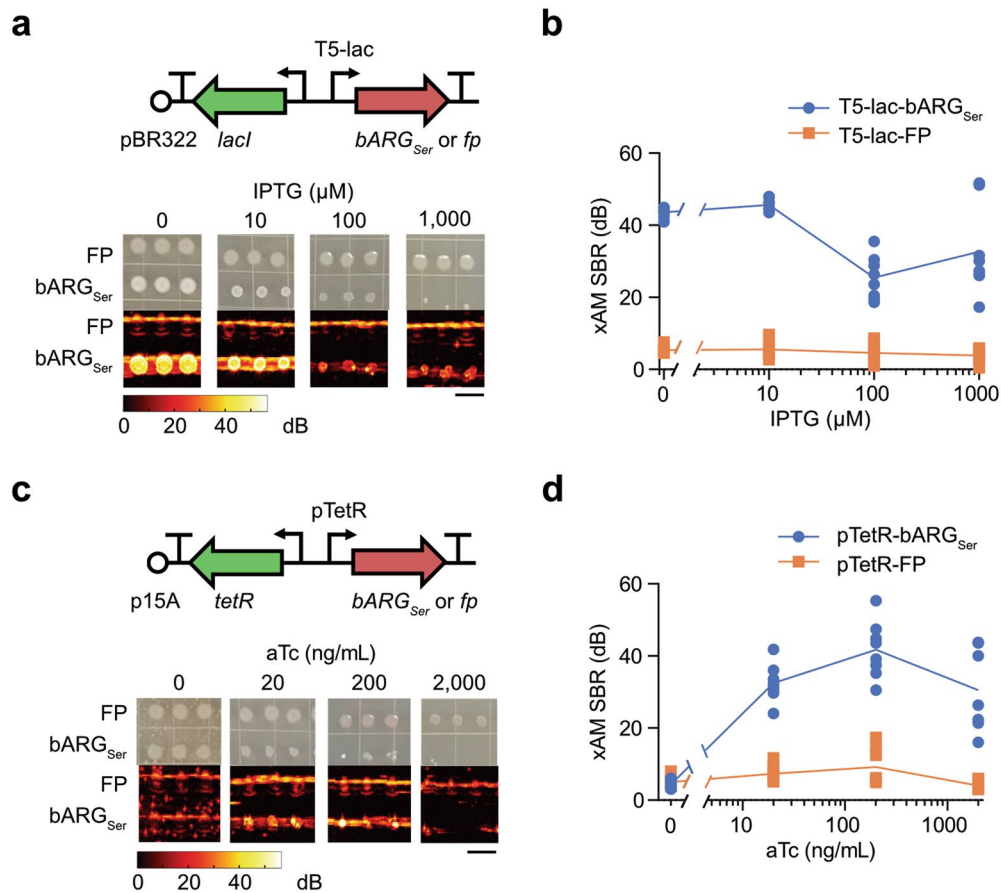 a
T5-lac
pBR322 lacI bARGSer or fp
IPTG (µM)
0 10 100 1,000
FP
bARGSer
FP
bARGSer
0 20 40 dB
b
T5-lac-bARGSer
T5-lac-FP
xAM SBR (dB)
60
40
20
0
0 10 100 1000
IPTG (µM)
c
pTetR
p15A tetR bARGSer or fp
aTc (ng/mL)
0 20 200 2,000
FP
bARGSer
FP
bARGSer
0 20 40 dB
d
pTetR-bARGSer
pTetR-FP
xAM SBR (dB)
60
40
20
0
0 10 100 1000
aTc (ng/mL)